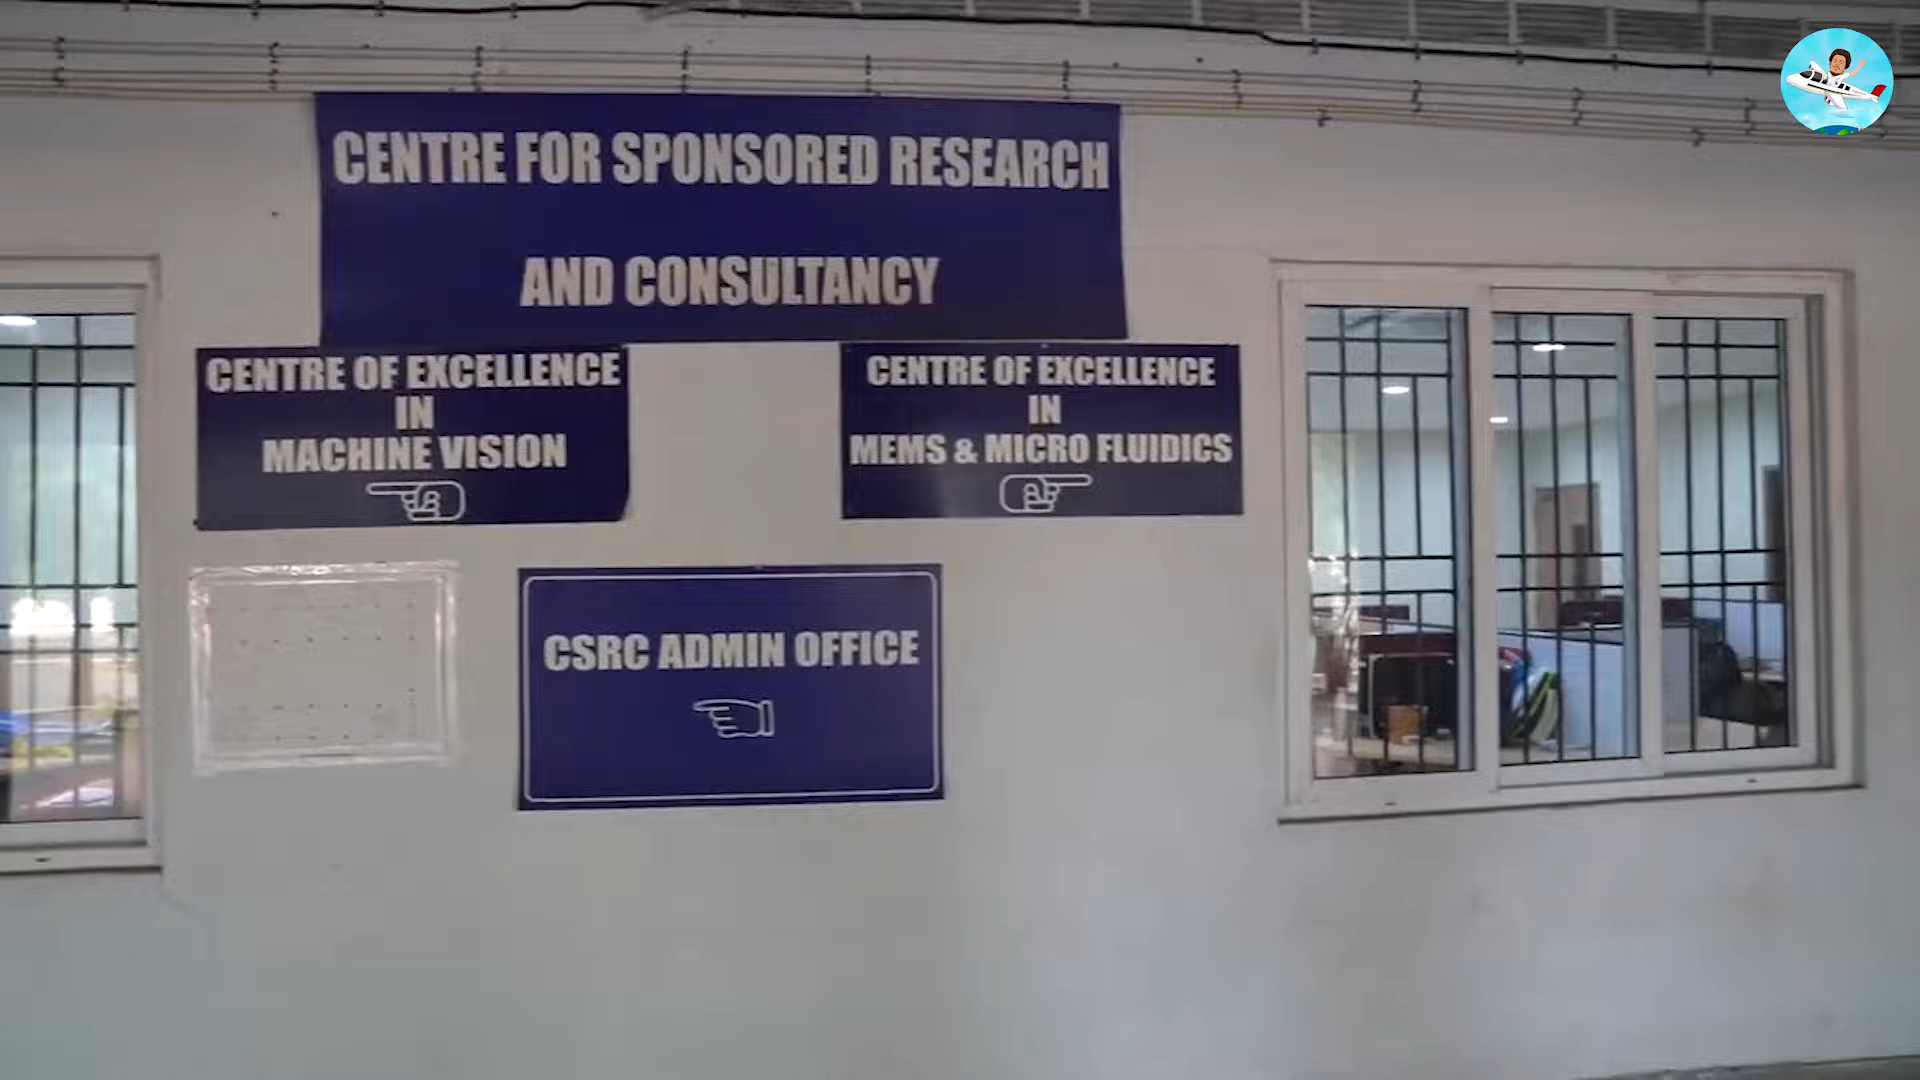 CENTRE FOR SPONSORED RESEARCH
AND CONSULTANCY
CENTRE OF EXCELLENCE
IN
MACHINE VISION
CENTRE OF EXCELLENCE
IN
MEMS & MICRO FLUIDICS
CSRC ADMIN OFFICE